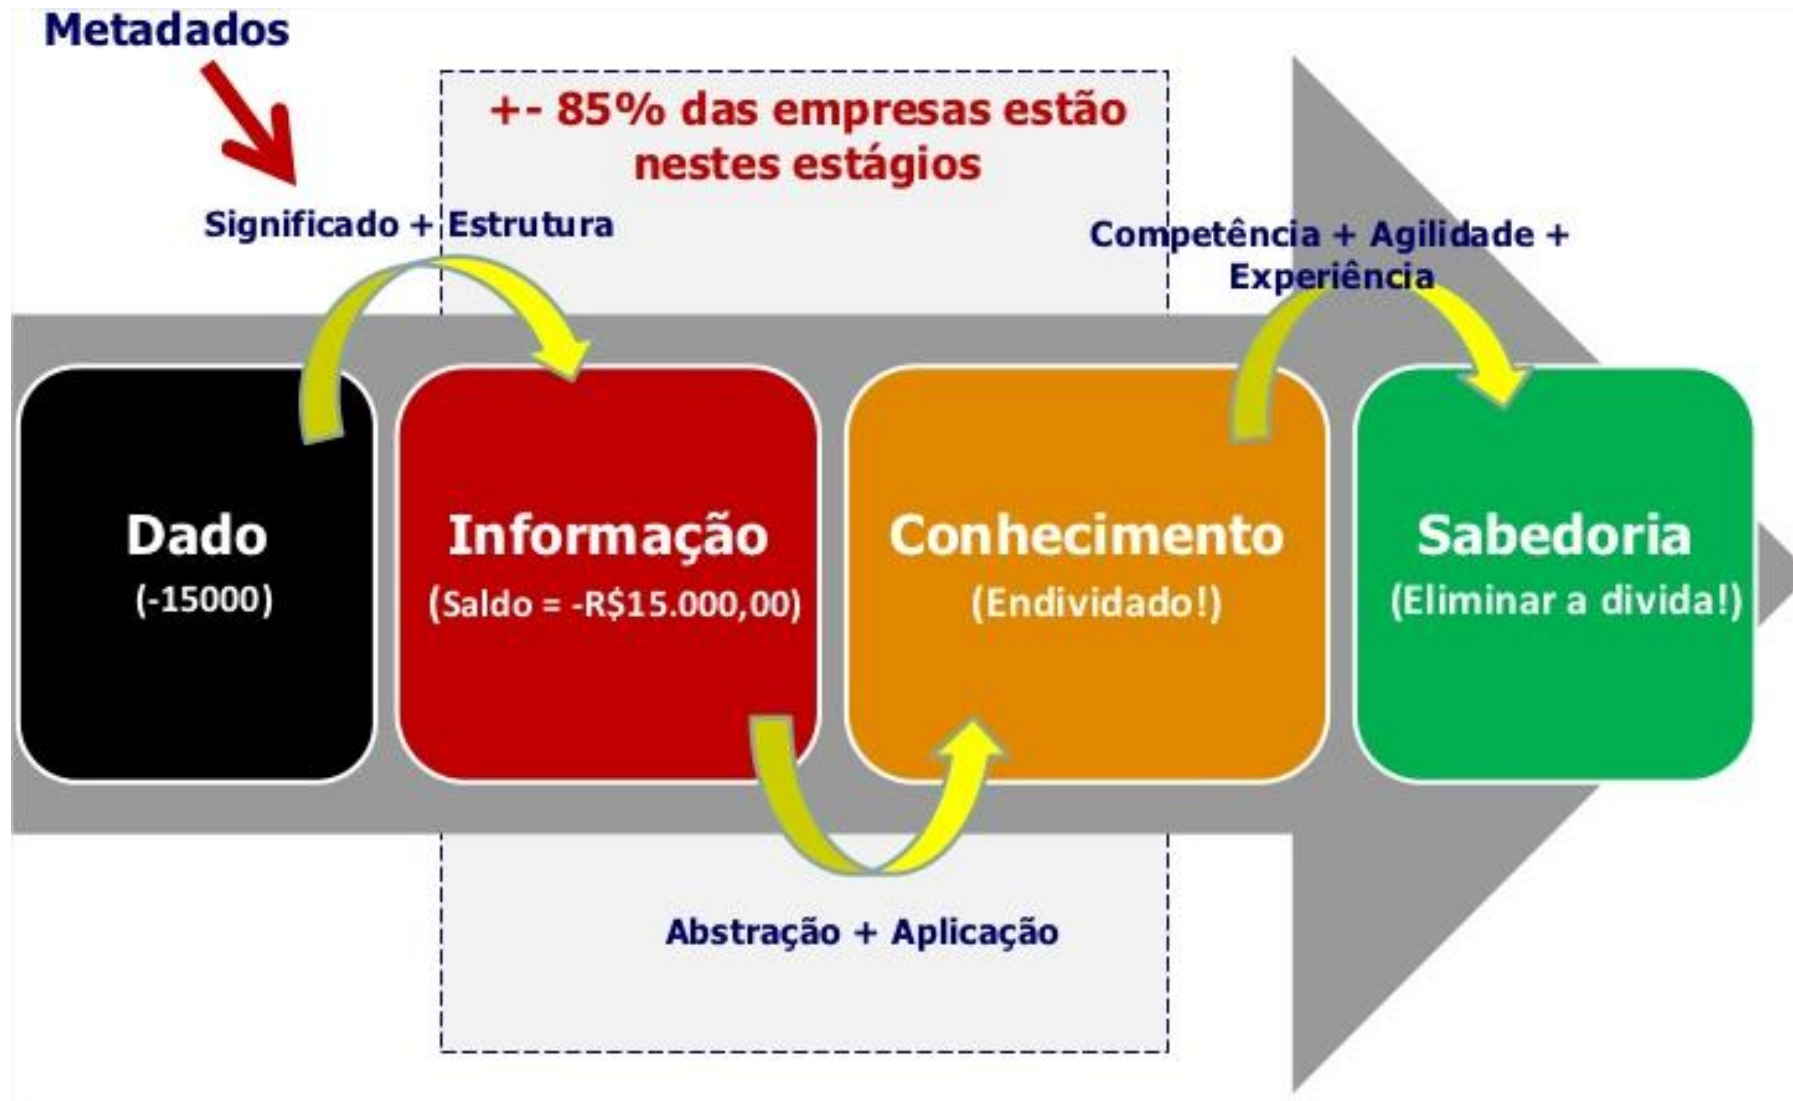 Metadados
+- 85% das empresas estão
nestes estágios
Significado + Estrutura
Competência + Agilidade +
Experiência
Dado
(-15000)
Informação
(Saldo = -R$15.000,00)
Conhecimento
(Endividado!)
Sabedoria
(Eliminar a divida!)
Abstração + Aplicação